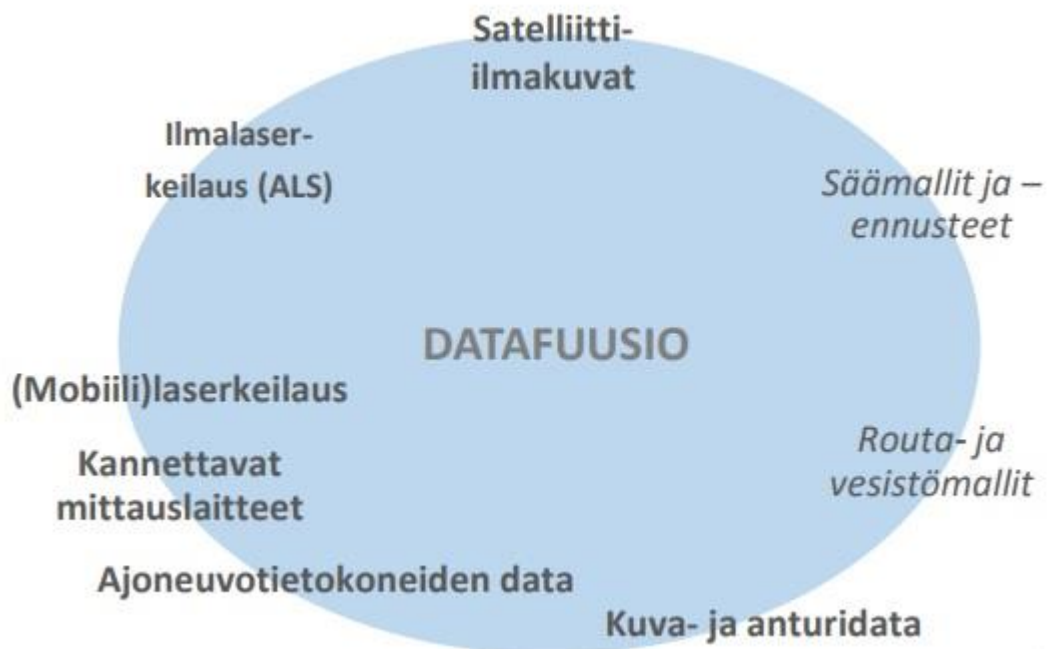 Satelliitti-
ilmakuvat
Ilmalaser-
keilaus (ALS)
Säämallit ja –
ennusteet
DATAFUUSIO
(Mobiili)laserkeilaus
Kannettavat
mittauslaitteet
Routa- ja
vesistömallit
Ajoneuvotietokoneiden data
Kuva- ja anturidata